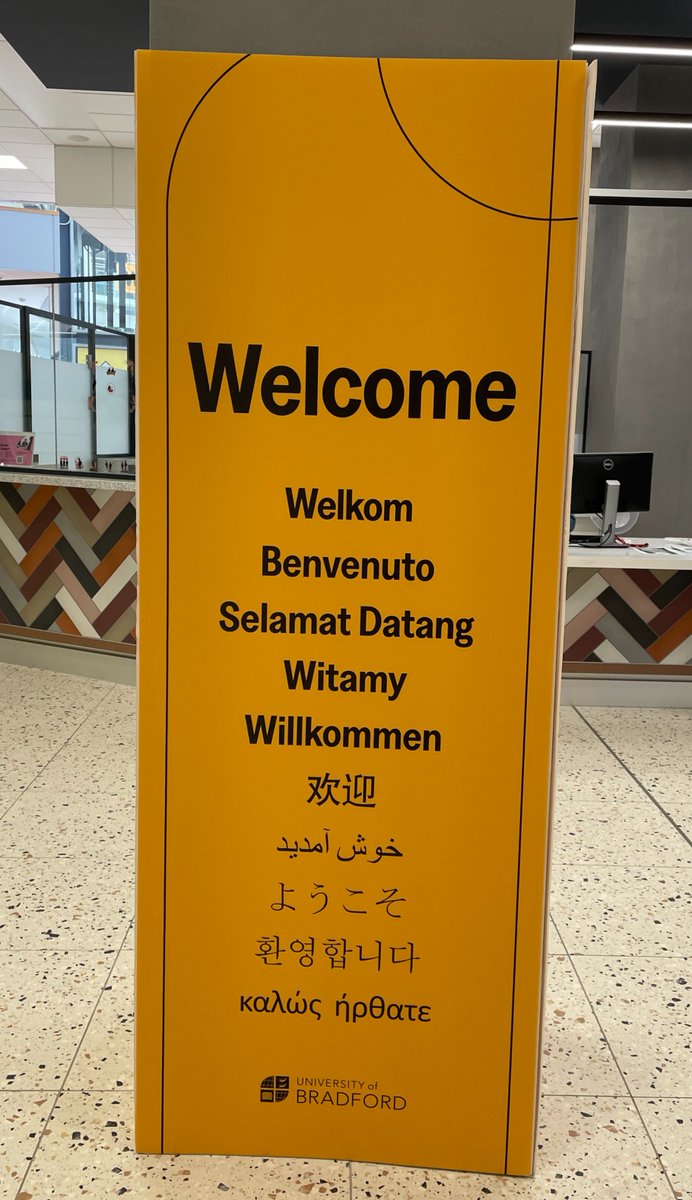 Welcome
Welkom
Benvenuto
Selamat Datang
Witamy
Willkommen
欢迎
خوش آمدید
ようこそ
환영합니다
καλώς ήρθατε
UNIVERSITY of
BRADFORD
DELL